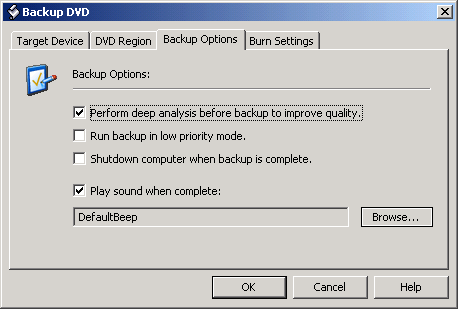 Backup DVD
Target Device DVD Region Backup Options Burn Settings
Backup Options:
Perform deep analysis before backup to improve quality.
Run backup in low priority mode.
Shutdown computer when backup is complete.
Play sound when complete:
DefaultBeep Browse...
OK Cancel Help